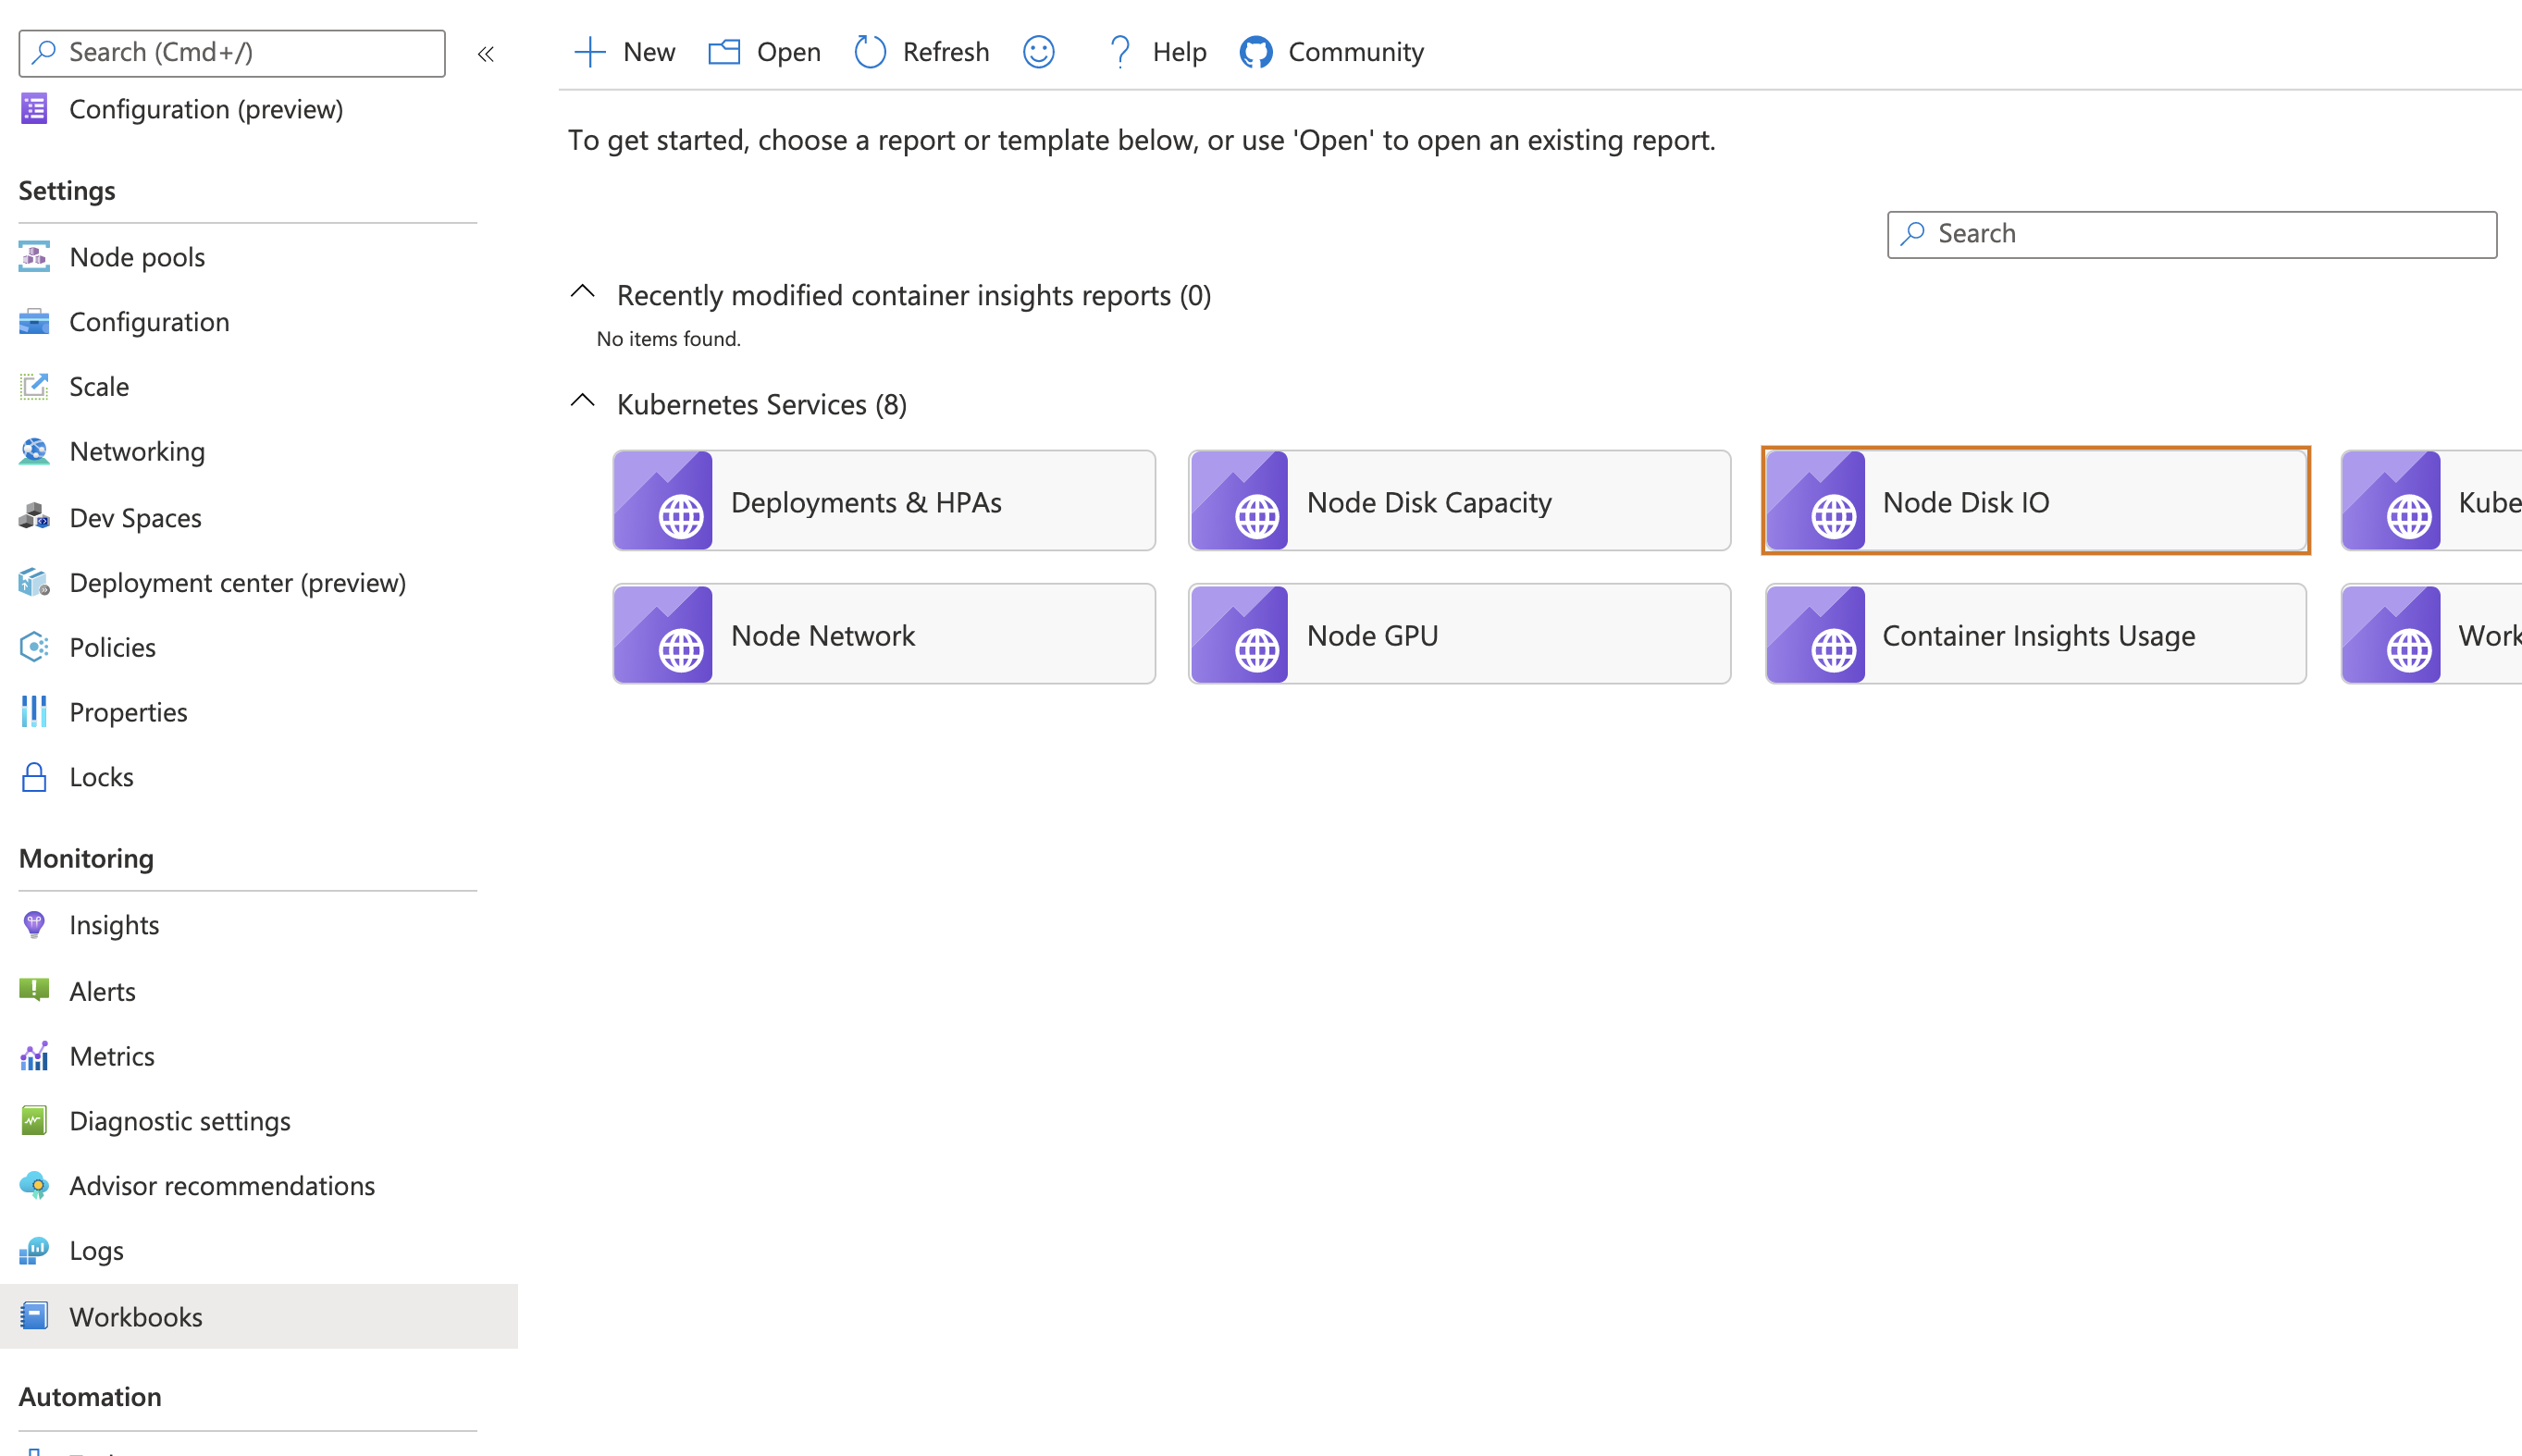 Search (Cmd+/)
Configuration (preview)
Settings
Node pools
Configuration
Scale
Networking
Dev Spaces
Deployment center (preview)
Policies
Properties
Locks
Monitoring
Insights
Alerts
Metrics
Diagnostic settings
Advisor recommendations
Logs
Workbooks
Automation
New Open Refresh Help Community
To get started, choose a report or template below, or use 'Open' to open an existing report.
Search
Recently modified container insights reports (0)
No items found.
Kubernetes Services (8)
Deployments & HPAs Node Disk Capacity Node Disk IO Kube
Node Network Node GPU Container Insights Usage Work